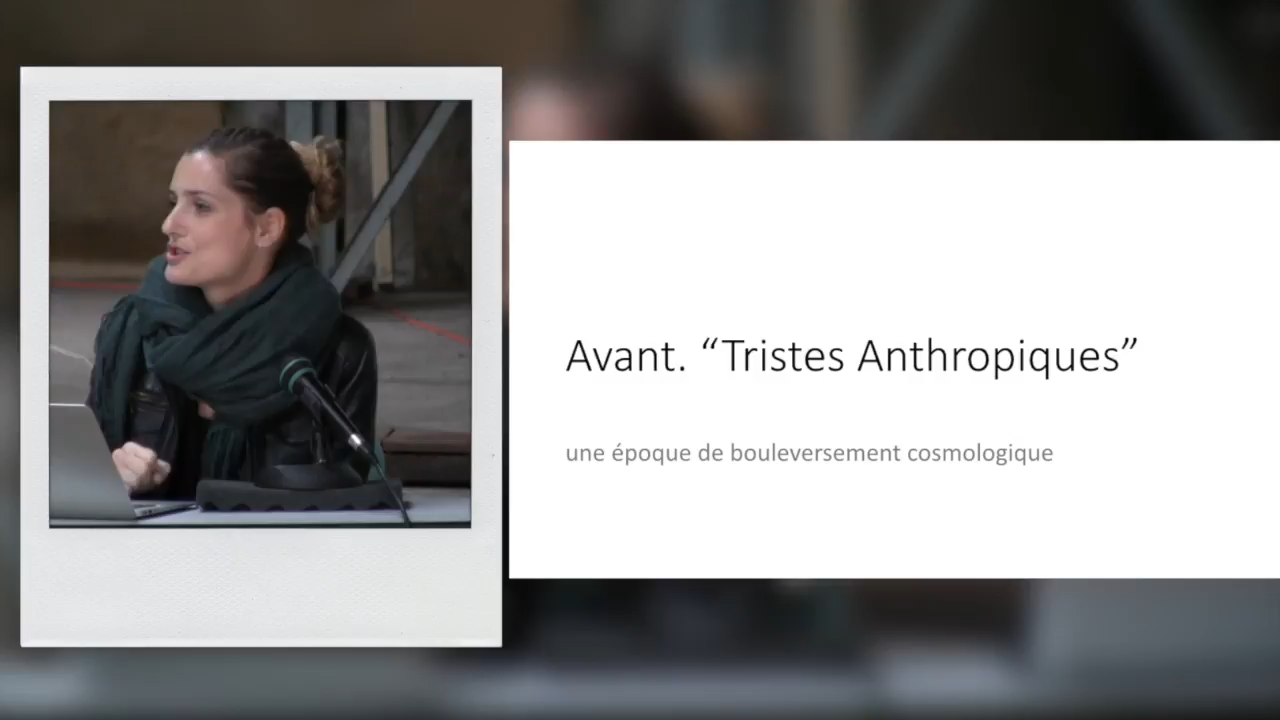 Avant. “Tristes Anthropiques”
une époque de bouleversement cosmologique